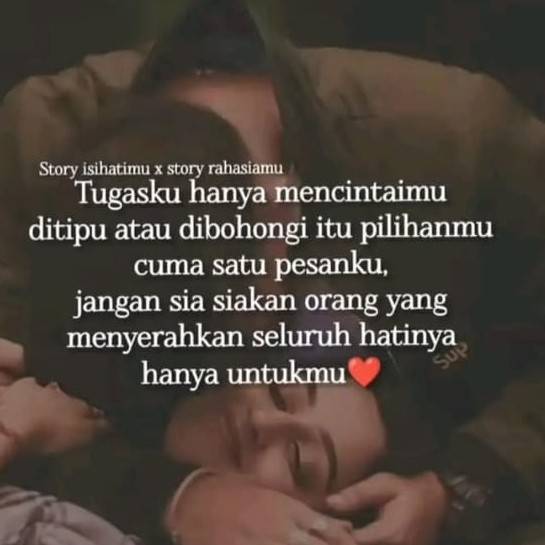 Story isihatimu x story rahasiamu
Tugasku hanya mencintaimu
ditipu atau dibohongi itu pilihanmu
cuma satu pesanku,
jangan sia siakan orang yang
menyerahkan seluruh hatinya
hanya untukmu❤️
Sup